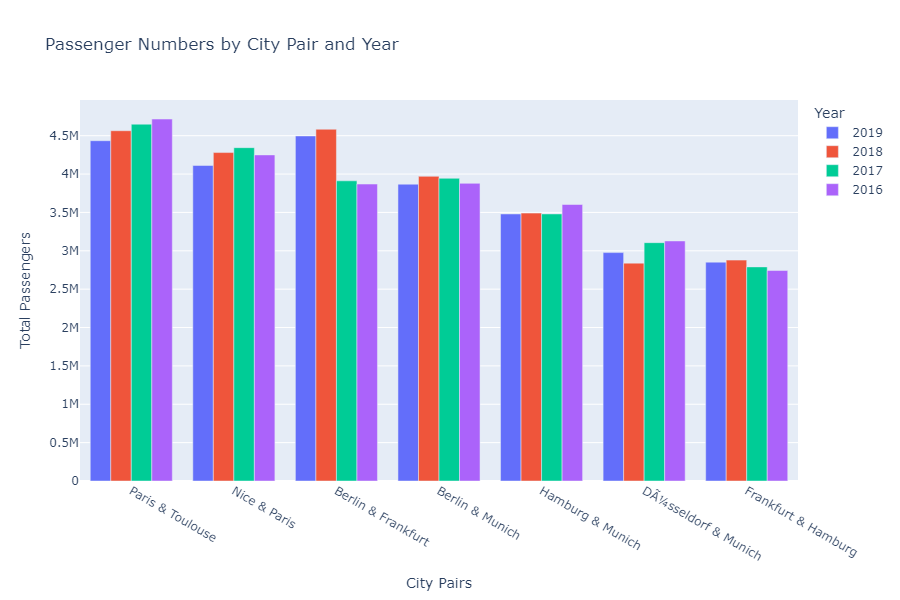 Passenger Numbers by City Pair and Year
Year
2019
2018
2017
2016
Total Passengers
4.5M
4M
3.5M
3M
2.5M
2M
1.5M
1M
0.5M
0
Paris & Toulouse
Nice & Paris
Berlin & Frankfurt
Berlin & Munich
Hamburg & Munich
DÃ¼sseldorf & Munich
Frankfurt & Hamburg
City Pairs